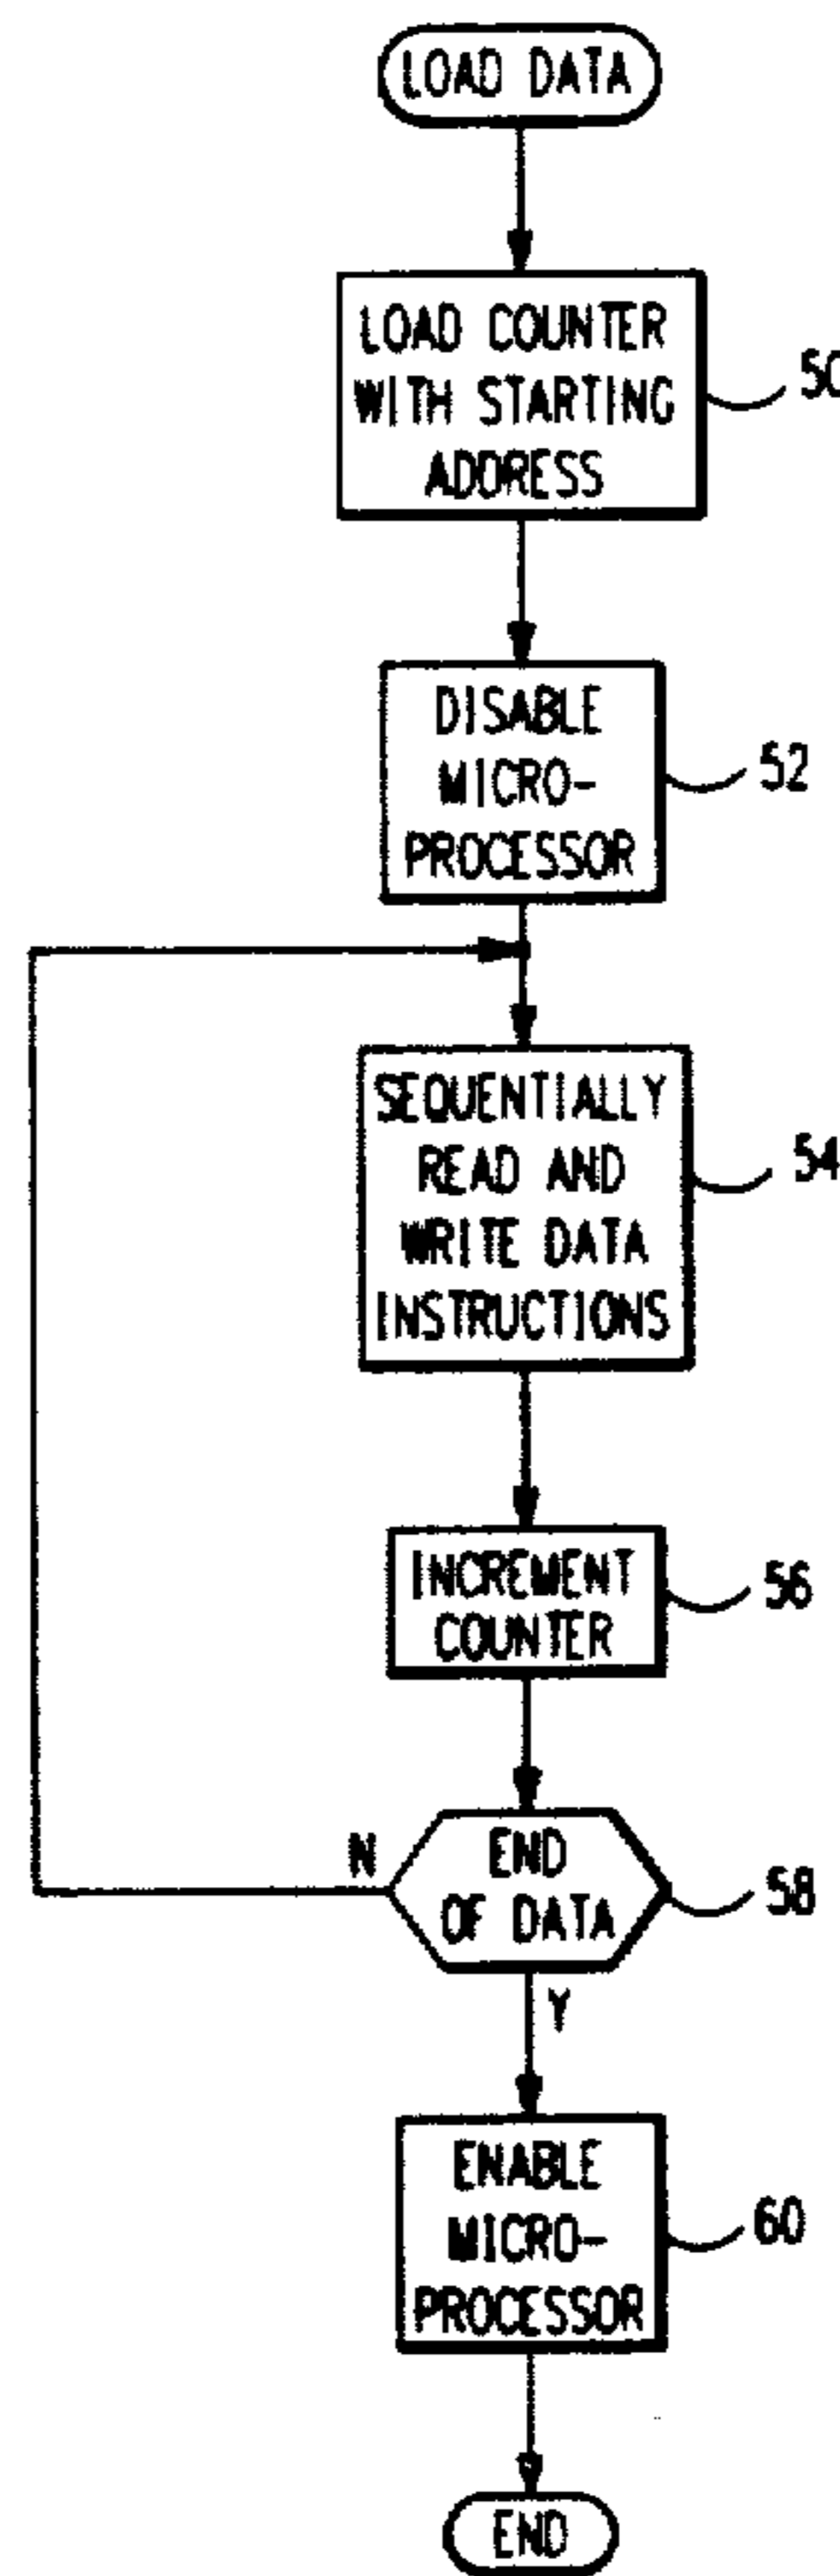 LOAD DATA
LOAD COUNTER
WITH STARTING
ADDRESS
50
DISABLE
MICRO-
PROCESSOR
52
SEQUENTIALLY
READ AND
WRITE DATA
INSTRUCTIONS
54
INCREMENT
COUNTER
56
END
OF DATA
58
N
Y
ENABLE
MICRO-
PROCESSOR
60
END